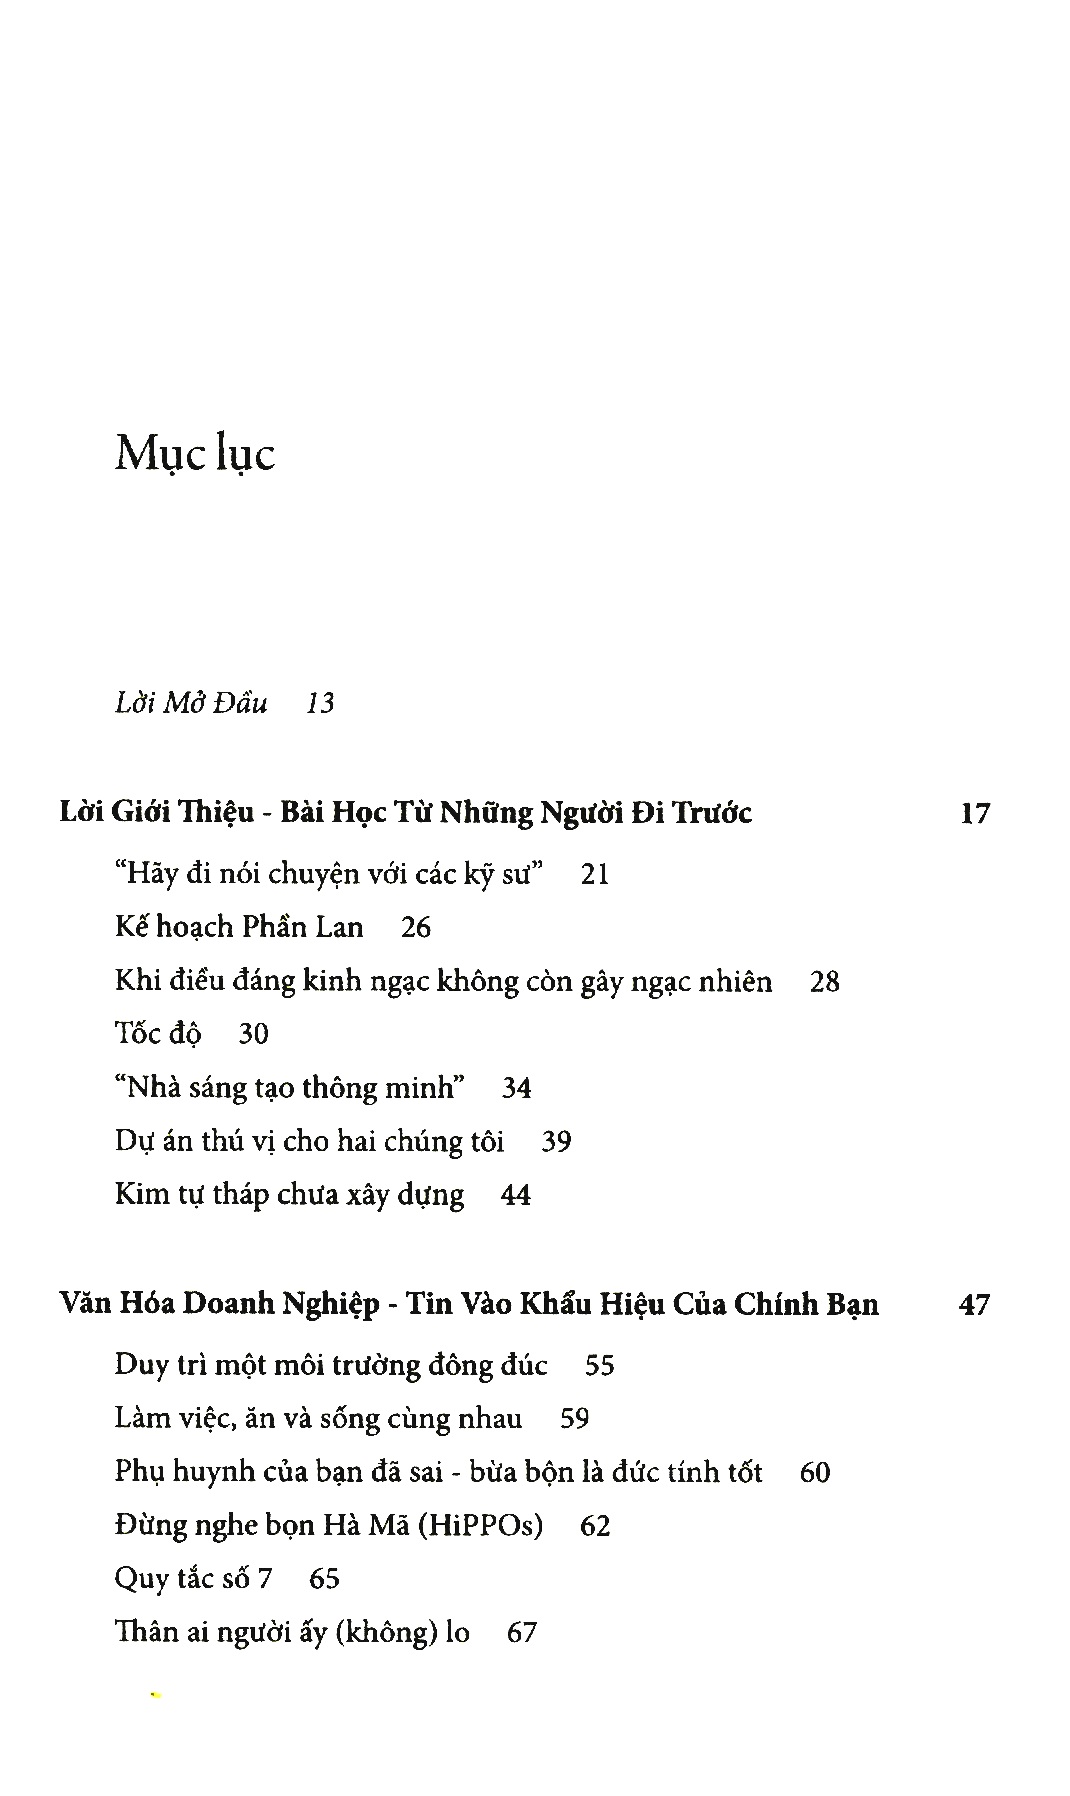 Mục lục
Lời Mở Đầu 13
Lời Giới Thiệu - Bài Học Từ Những Người Đi Trước 17
“Hãy đi nói chuyện với các kỹ sư” 21
Kế hoạch Phần Lan 26
Khi điều đáng kinh ngạc không còn gây ngạc nhiên 28
Tốc độ 30
“Nhà sáng tạo thông minh” 34
Dự án thú vị cho hai chúng tôi 39
Kim tự tháp chưa xây dựng 44
Văn Hóa Doanh Nghiệp - Tin Vào Khẩu Hiệu Của Chính Bạn 47
Duy trì một môi trường đông đúc 55
Làm việc, ăn và sống cùng nhau 59
Phụ huynh của bạn đã sai - bừa bộn là đức tính tốt 60
Đừng nghe bọn Hà Mã (HiPPOs) 62
Quy tắc số 7 65
Thân ai người ấy (không) lo 67